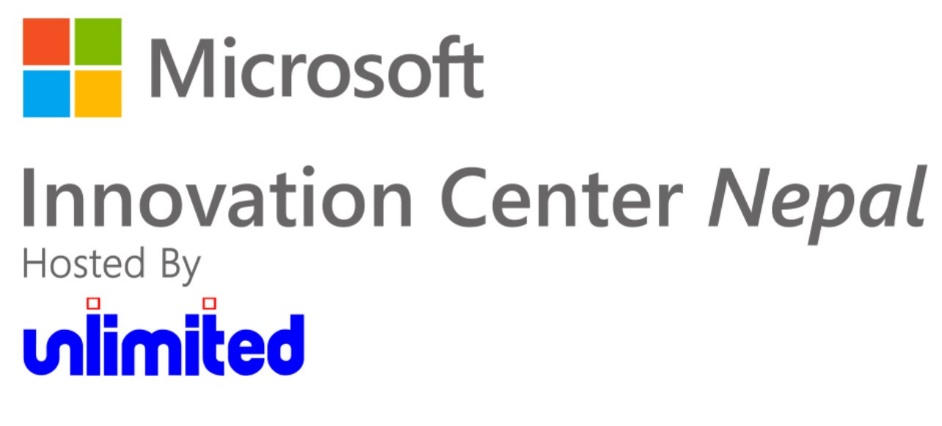 Microsoft
Innovation Center Nepal
Hosted By
unlimited